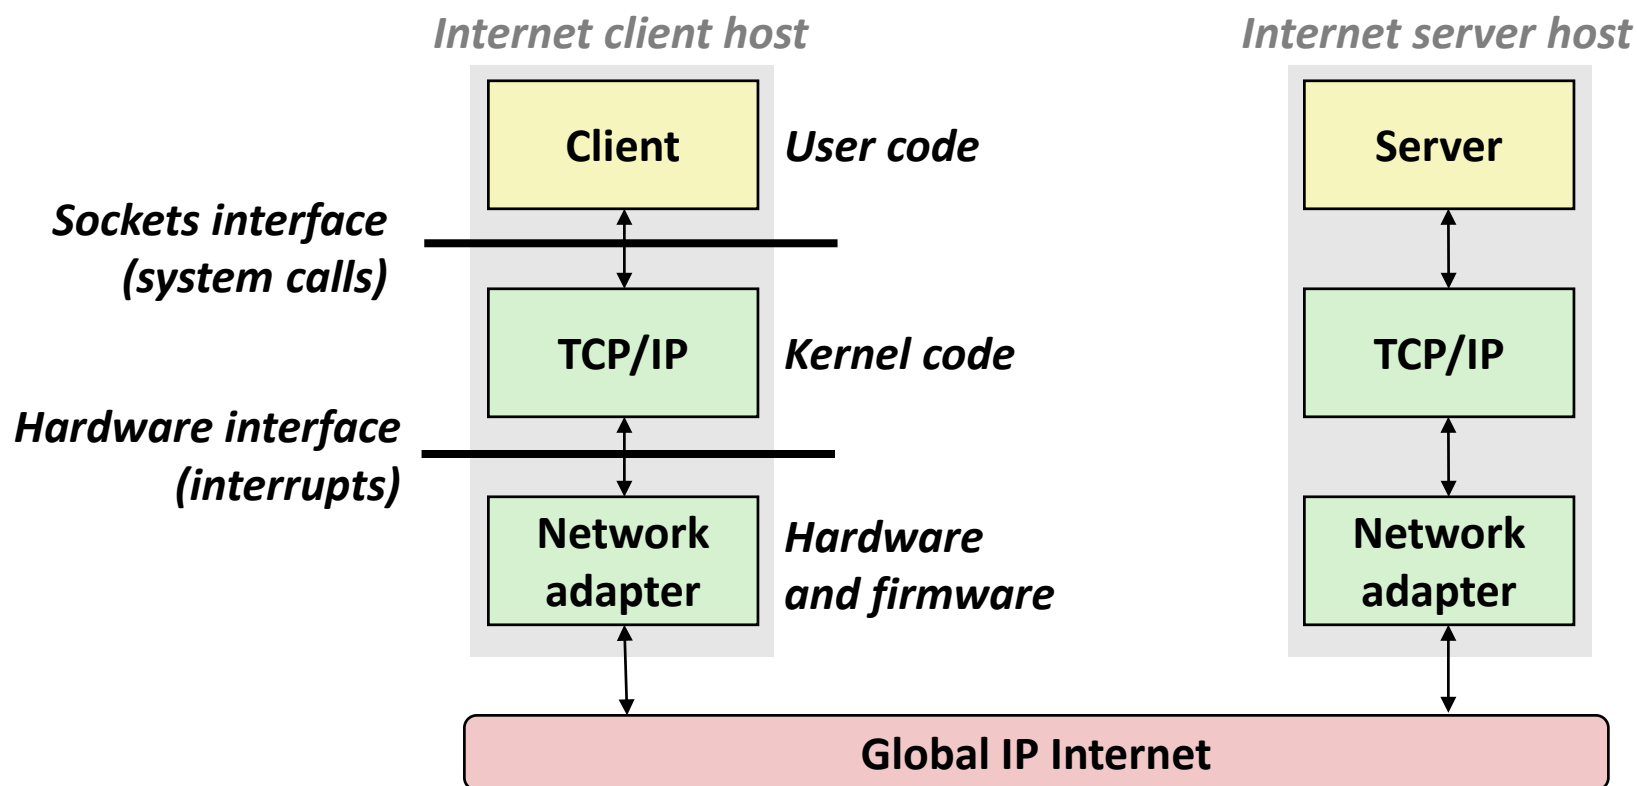 Internet client host
Internet server host
Client
User code
Server
Sockets interface
(system calls)
TCP/IP
Kernel code
TCP/IP
Hardware interface
(interrupts)
Network
adapter
Hardware
and firmware
Network
adapter
Global IP Internet